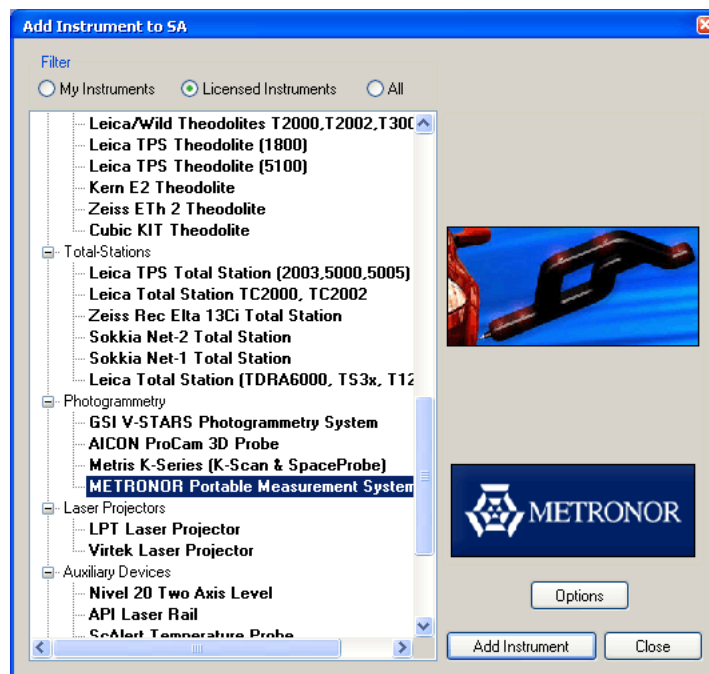 Add Instrument to SA
Filter
My Instruments Licensed Instruments All
Leica/Wild Theodolites T2000,T2002,T300
Leica TPS Theodolite (1800)
Leica TPS Theodolite (5100)
Kern E2 Theodolite
Zeiss ETh 2 Theodolite
Cubic KIT Theodolite
Total-Stations
Leica TPS Total Station (2003,5000,5005)
Leica Total Station TC2000, TC2002
Zeiss Rec Elta 13Ci Total Station
Sokkia Net-2 Total Station
Sokkia Net-1 Total Station
Leica Total Station (TDRA6000, TS3x, T12
Photogrammetry
GSI V-STARS Photogrammetry System
AICON ProCam 3D Probe
Metris K-Series (K-Scan & SpaceProbe)
METRONOR Portable Measurement System
Laser Projectors
LPT Laser Projector
Virtek Laser Projector
Auxiliary Devices
Nivel 20 Two Axis Level
API Laser Rail
ScAlert Temperature Probe
METRONOR
Options
Add Instrument Close